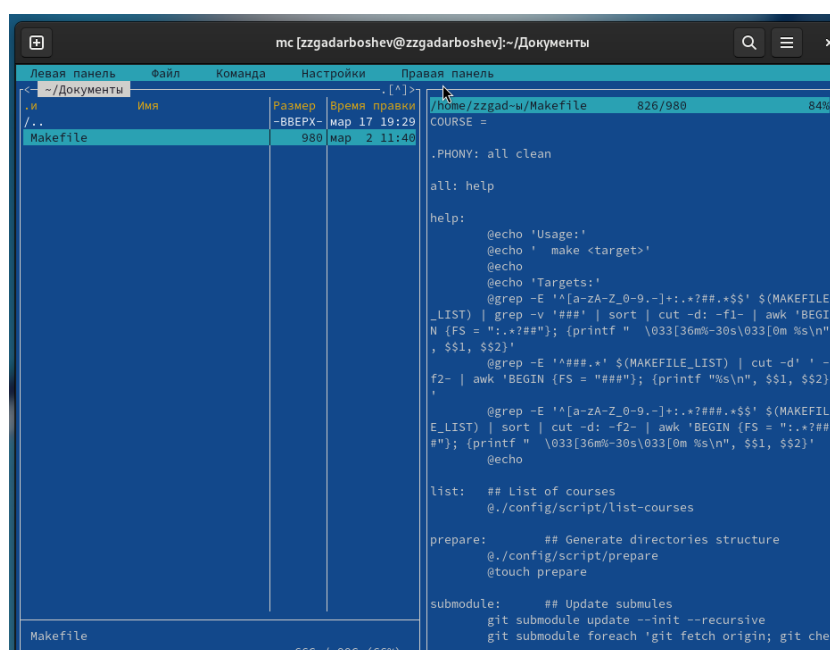 mc [zzgadarboshev@zzgadarboshev]:~/Документы
Левая панель Файл Команда Настройки Правая панель
<— ~/Документы .[^]>
.и Имя Размер Время правки
/.. -ВВЕРХ- мар 17 19:29
Makefile 980 мар 2 11:40
Makefile
/home/zzgad~ы/Makefile 826/980 84%
COURSE =
.PHONY: all clean
all: help
help:
@echo 'Usage:'
@echo ' make <target>'
@echo
@echo 'Targets:'
@grep -E '^[a-zA-Z_0-9.-]+:.*?##.*$$' $(MAKEFILE
_LIST) | grep -v '###' | sort | cut -d: -f1- | awk 'BEGI
N {FS = ":.*?##"}; {printf " \033[36m%-30s\033[0m %s\n"
, $$1, $$2}'
@grep -E '^###.*' $(MAKEFILE_LIST) | cut -d' ' -
f2- | awk 'BEGIN {FS = "###"}; {printf "%s\n", $$1, $$2}
'
@grep -E '^[a-zA-Z_0-9.-]+:.*?###.*$$' $(MAKEFIL
E_LIST) | sort | cut -d: -f2- | awk 'BEGIN {FS = ":.*?##
#"}; {printf " \033[36m%-30s\033[0m %s\n", $$1, $$2}'
@echo
list: ## List of courses
@./config/script/list-courses
prepare: ## Generate directories structure
@./config/script/prepare
@touch prepare
submodule: ## Update submules
git submodule update --init --recursive
git submodule foreach 'git fetch origin; git che